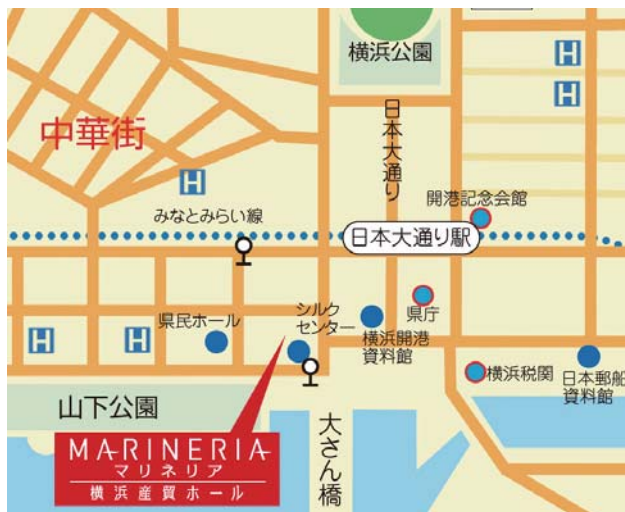 横浜公園
H
H
日本大通り
中華街
H
みなとみらい線
開港記念会館
日本大通り駅
県庁
県民ホール
シルク
センター
横浜開港
資料館
H
H
横浜税関
日本郵船
資料館
山下公園
大さん橋
MARINERIA
マリネリア
横浜産貿ホール